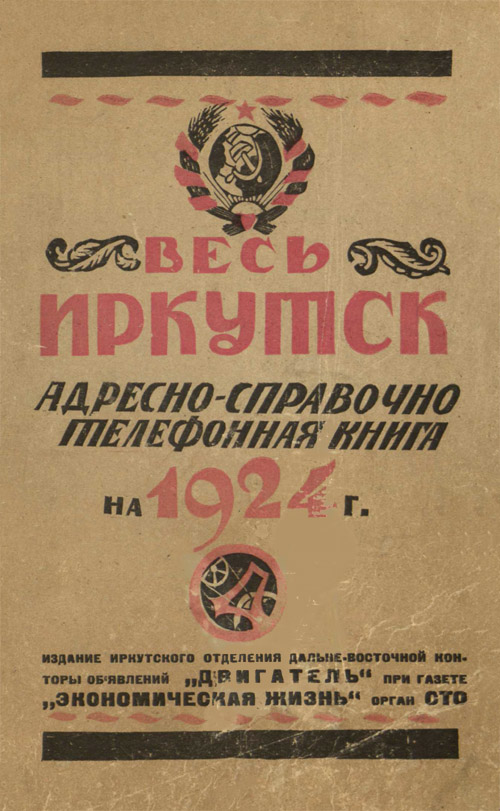 ВЕСЬ
ИРКУТСК
АДРЕСНО-СПРАВОЧНО
ТЕЛЕФОННАЯ КНИГА
НА 1924 Г.
Д
ИЗДАНИЕ ИРКУТСКОГО ОТДЕЛЕНИЯ ДАЛЬНЕ-ВОСТОЧНОЙ КОН-
ТОРЫ ОБ'ЯВЛЕНИЙ „ДВИГАТЕЛЬ" ПРИ ГАЗЕТЕ
„ЭКОНОМИЧЕСКАЯ ЖИЗНЬ" ОРГАН СТО